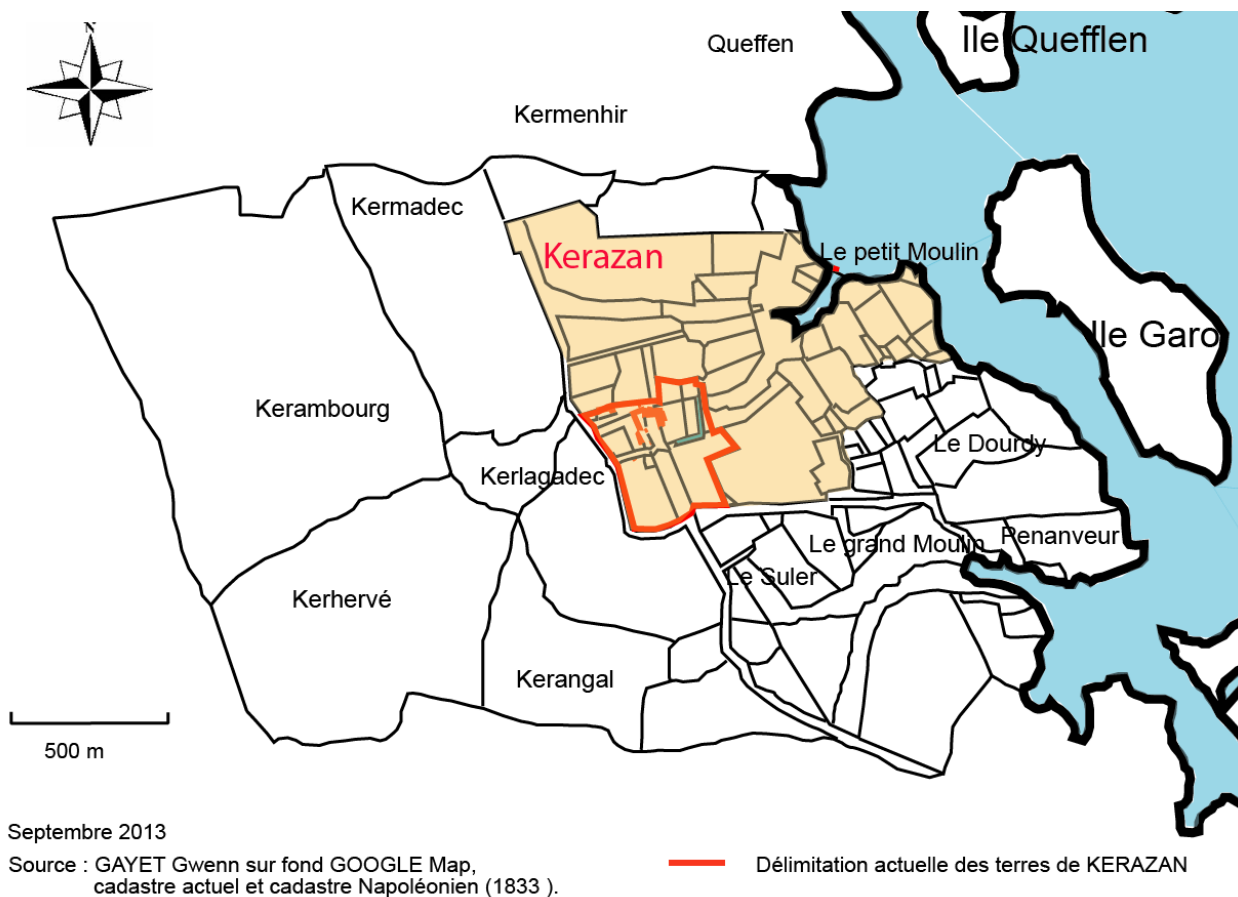 N
Ile Quefflen
Queffen
Kermenhir
Kermadec
Kerazan
Le petit Moulin
Ile Garo
Kerambourg
Le Dourdy
Kerlagadec
Le grand Moulin
Penanveur
Le Suler
Kerhervé
Kerangal
500 m
Septembre 2013
Source : GAYET Gwenn sur fond GOOGLE Map,
cadastre actuel et cadastre Napoléonien (1833 ).
Délimitation actuelle des terres de KERAZAN